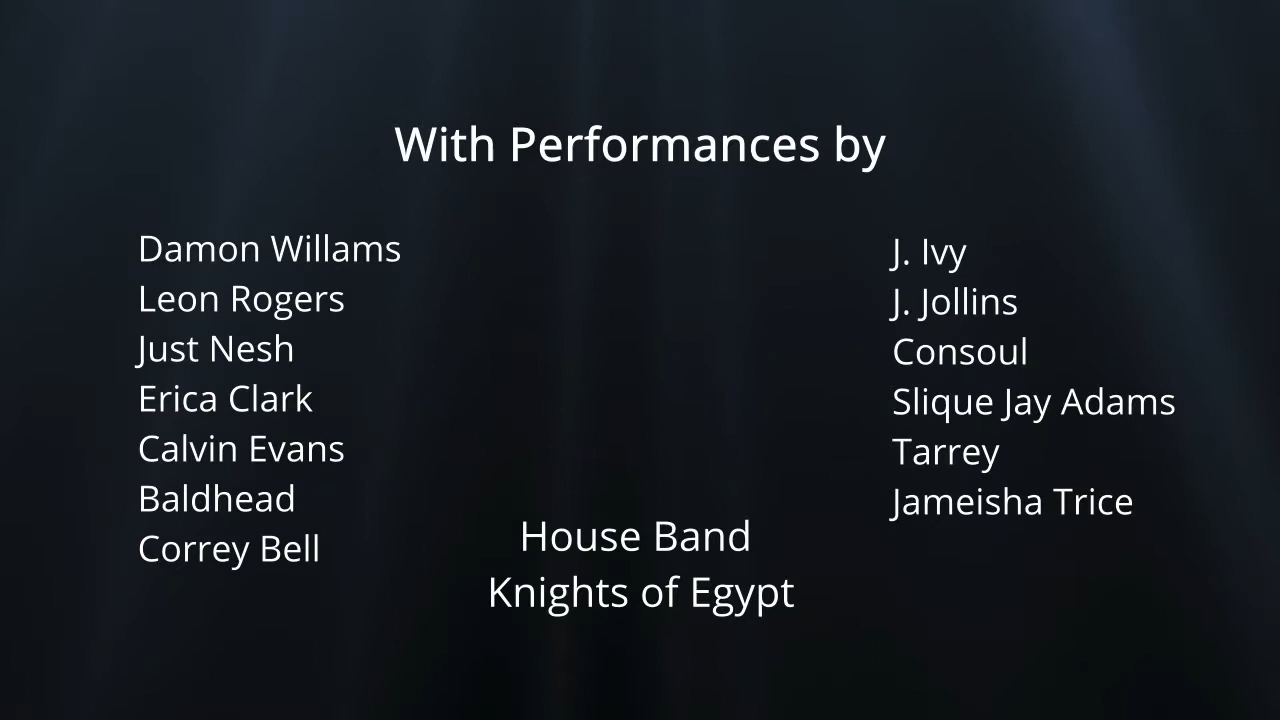 With Performances by
Damon Willams
Leon Rogers
Just Nesh
Erica Clark
Calvin Evans
Baldhead
Correy Bell
J. Ivy
J. Jollins
Consoul
Slique Jay Adams
Tarrey
Jameisha Trice
House Band
Knights of Egypt